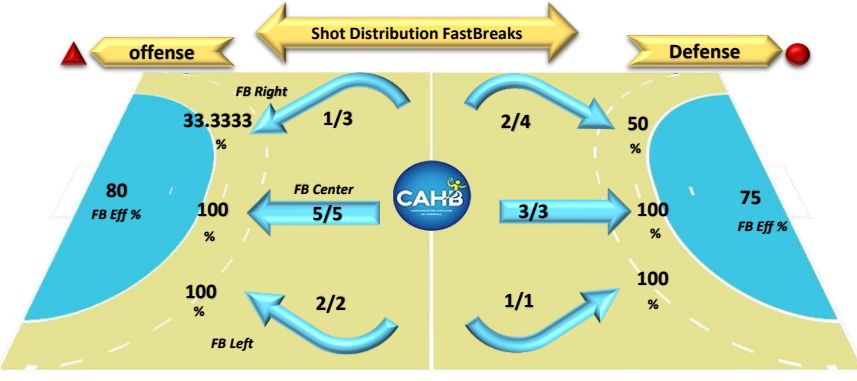 Shot Distribution FastBreaks
offense
Defense
FB Right
33.3333
%
1/3
2/4
50
%
80
FB Eff %
FB Center
100
%
5/5
CAHB
3/3
100
%
75
FB Eff %
100
%
2/2
1/1
100
%
FB Left